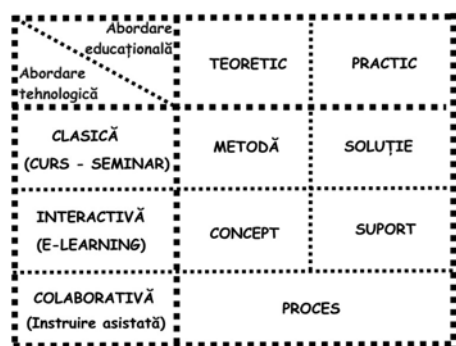 Abordare
educațională
Abordare
tehnologică
TEORETIC
PRACTIC
CLASICĂ
(CURS - SEMINAR)
METODĂ
SOLUȚIE
INTERACTIVĂ
(E-LEARNING)
CONCEPT
SUPORT
COLABORATIVĂ
(Instruire asistată)
PROCES